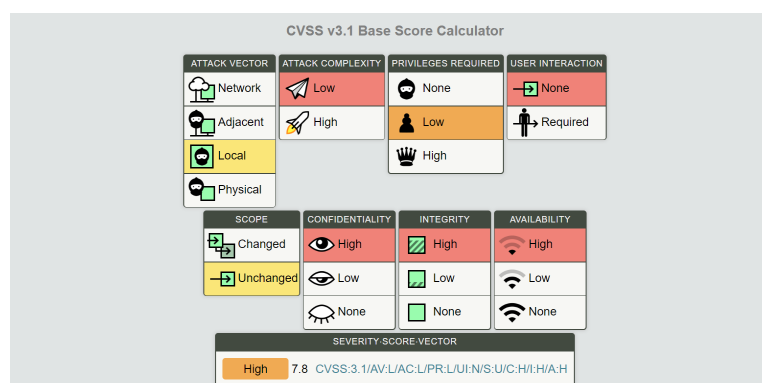 CVSS v3.1 Base Score Calculator
ATTACK VECTOR ATTACK COMPLEXITY PRIVILEGES REQUIRED USER INTERACTION
Network Low None None
Adjacent High Low Required
Local High
Physical
SCOPE CONFIDENTIALITY INTEGRITY AVAILABILITY
Changed High High High
Unchanged Low Low Low
None None None
SEVERITY·SCORE·VECTOR
High 7.8 CVSS:3.1/AV:L/AC:L/PR:L/UI:N/S:U/C:H/I:H/A:H